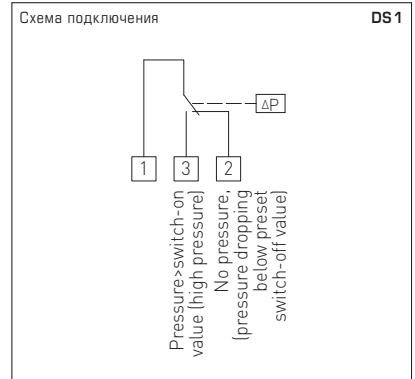 Схема подключения
DS1
ΔP
1
3
2
Pressure>switch-on
value (high pressure)
No pressure,
(pressure dropping
below preset
switch-off value)